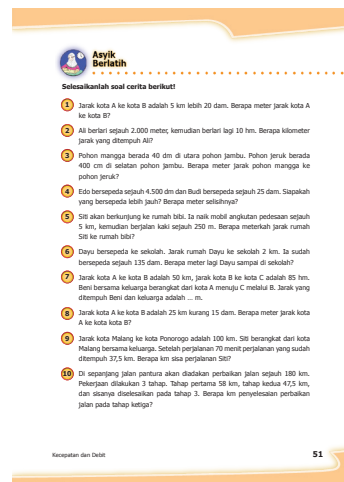 Asyik
Berlatih
Selesaikanlah soal cerita berikut!
1 Jarak kota A ke kota B adalah 5 km lebih 20 dam. Berapa meter jarak kota A
ke kota B?
2 Ali berlari sejauh 2.000 meter, kemudian berlari lagi 10 hm. Berapa kilometer
jarak yang ditempuh Ali?
3 Pohon mangga berada 40 dm di utara pohon jambu. Pohon jeruk berada
400 cm di selatan pohon jambu. Berapa meter jarak pohon mangga ke
pohon jeruk?
4 Edo bersepeda sejauh 4.500 dm dan Budi bersepeda sejauh 25 dam. Siapakah
yang bersepeda lebih jauh? Berapa meter selisihnya?
5 Siti akan berkunjung ke rumah bibi. Ia naik mobil angkutan pedesaan sejauh
5 km, kemudian berjalan kaki sejauh 250 m. Berapa meterkah jarak rumah
Siti ke rumah bibi?
6 Dayu bersepeda ke sekolah. Jarak rumah Dayu ke sekolah 2 km. Ia sudah
bersepeda sejauh 135 dam. Berapa meter lagi Dayu sampai di sekolah?
7 Jarak kota A ke kota B adalah 50 km, jarak kota B ke kota C adalah 85 hm.
Beni bersama keluarga berangkat dari kota A menuju C melalui B. Jarak yang
ditempuh Beni dan keluarga adalah ... m.
8 Jarak kota A ke kota B adalah 25 km kurang 15 dam. Berapa meter jarak kota
A ke kota kota B?
9 Jarak kota Malang ke kota Ponorogo adalah 100 km. Siti berangkat dari kota
Malang bersama keluarga. Setelah perjalanan 70 menit perjalanan yang sudah
ditempuh 37,5 km. Berapa km sisa perjalanan Siti?
10 Di sepanjang jalan pantura akan diadakan perbaikan jalan sejauh 180 km.
Pekerjaan dilakukan 3 tahap. Tahap pertama 58 km, tahap kedua 47,5 km,
dan sisanya diselesaikan pada tahap 3. Berapa km penyelesaian perbaikan
jalan pada tahap ketiga?
Kecepatan dan Debit
51